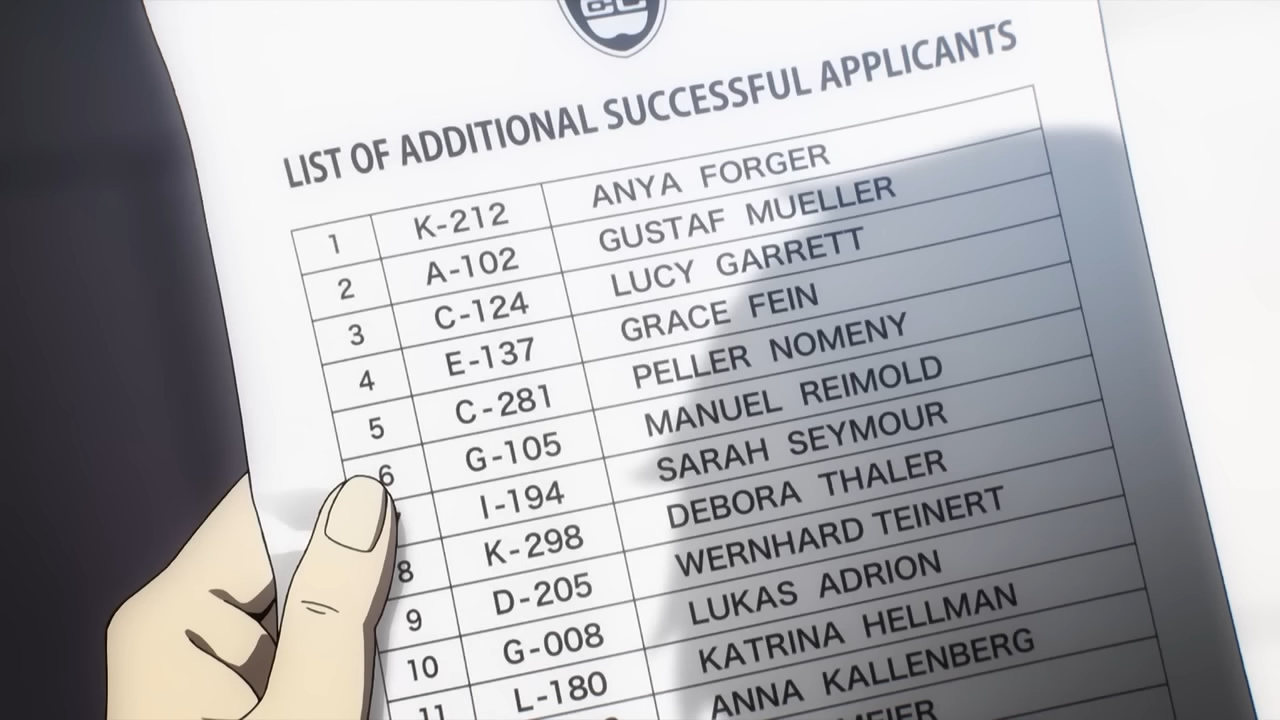 LIST OF ADDITIONAL SUCCESSFUL APPLICANTS
1 K-212 ANYA FORGER
2 A-102 GUSTAF MUELLER
3 C-124 LUCY GARRETT
4 E-137 GRACE FEIN
5 C-281 PELLER NOMENY
6 G-105 MANUEL REIMOLD
I-194 SARAH SEYMOUR
8 K-298 DEBORA THALER
9 D-205 WERNHARD TEINERT
10 G-008 LUKAS ADRION
11 L-180 KATRINA HELLMAN
ANNA KALLENBERG